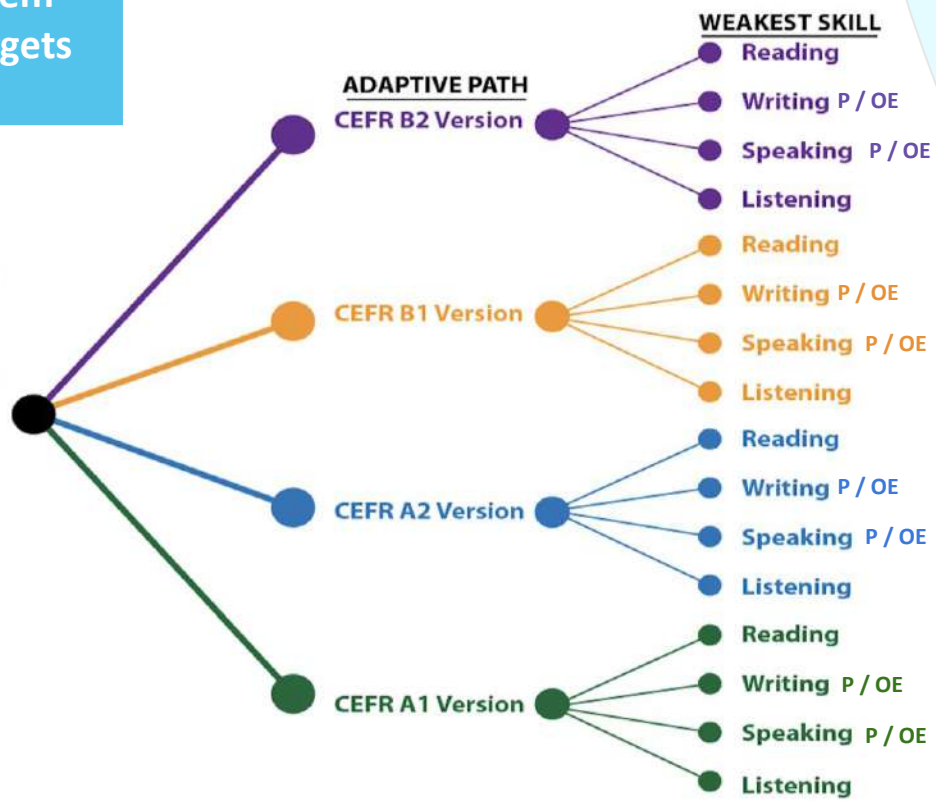 WEAKEST SKILL
ADAPTIVE PATH
CEFR B2 Version
Reading
Writing P / OE
Speaking P / OE
Listening
CEFR B1 Version
Reading
Writing P / OE
Speaking P / OE
Listening
CEFR A2 Version
Reading
Writing P / OE
Speaking P / OE
Listening
CEFR A1 Version
Reading
Writing P / OE
Speaking P / OE
Listening